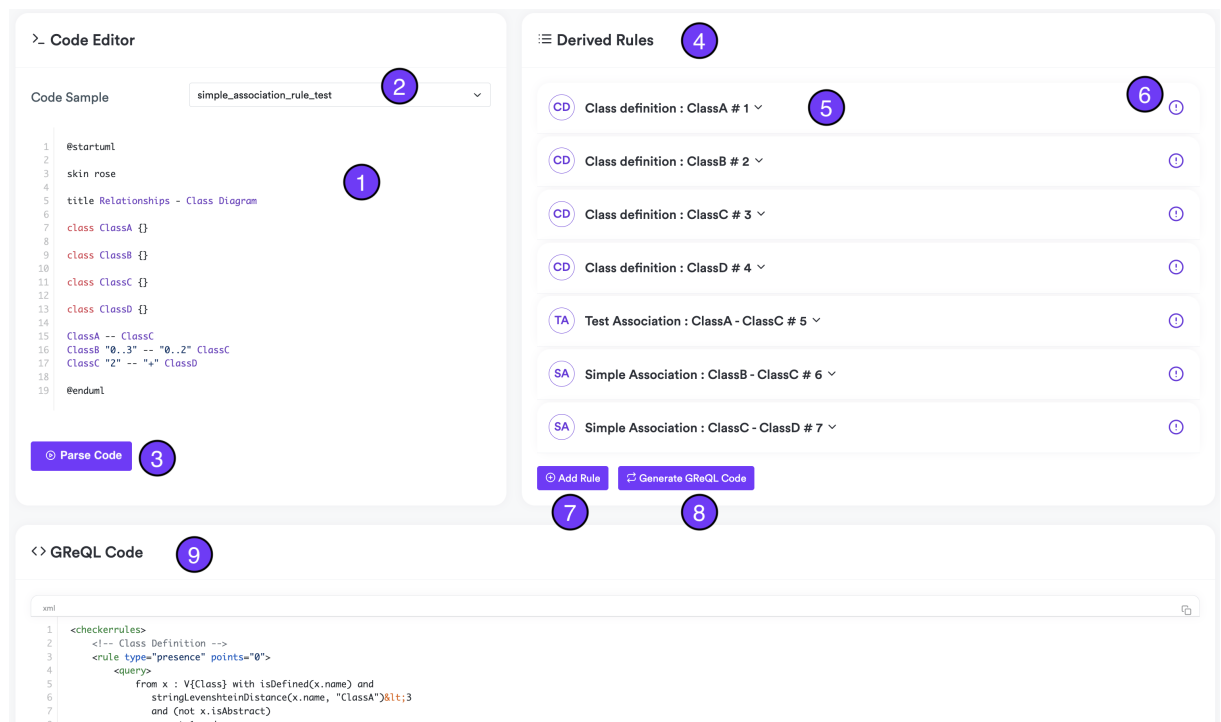 Code Editor
4
Derived Rules
Code Sample
simple_association_rule_test
2
1 @startuml
2
3 skin rose
4
5 title Relationships - Class Diagram
6
7 class ClassA {}
8
9 class ClassB {}
10
11 class ClassC {}
12
13 class ClassD {}
14
15 ClassA -- ClassC
16 ClassB "0..3" -- "0..2" ClassC
17 ClassC "2" -- "+" ClassD
18
19 @enduml
1
Parse Code
3
CD Class definition : ClassA # 1
5
6
CD Class definition : ClassB # 2
CD Class definition : ClassC # 3
CD Class definition : ClassD # 4
TA Test Association : ClassA - ClassC # 5
SA Simple Association : ClassB - ClassC # 6
SA Simple Association : ClassC - ClassD # 7
Add Rule
Generate GReQL Code
7
8
<> GReQL Code
9
xml
1 <checkerrules>
2 <!-- Class Definition -->
3 <rule type="presence" points="0">
4 <query>
5 from x : V{Class} with isDefined(x.name) and
6 stringLevenshteinDistance(x.name, "ClassA")&lt;3
7 and (not x.isAbstract)